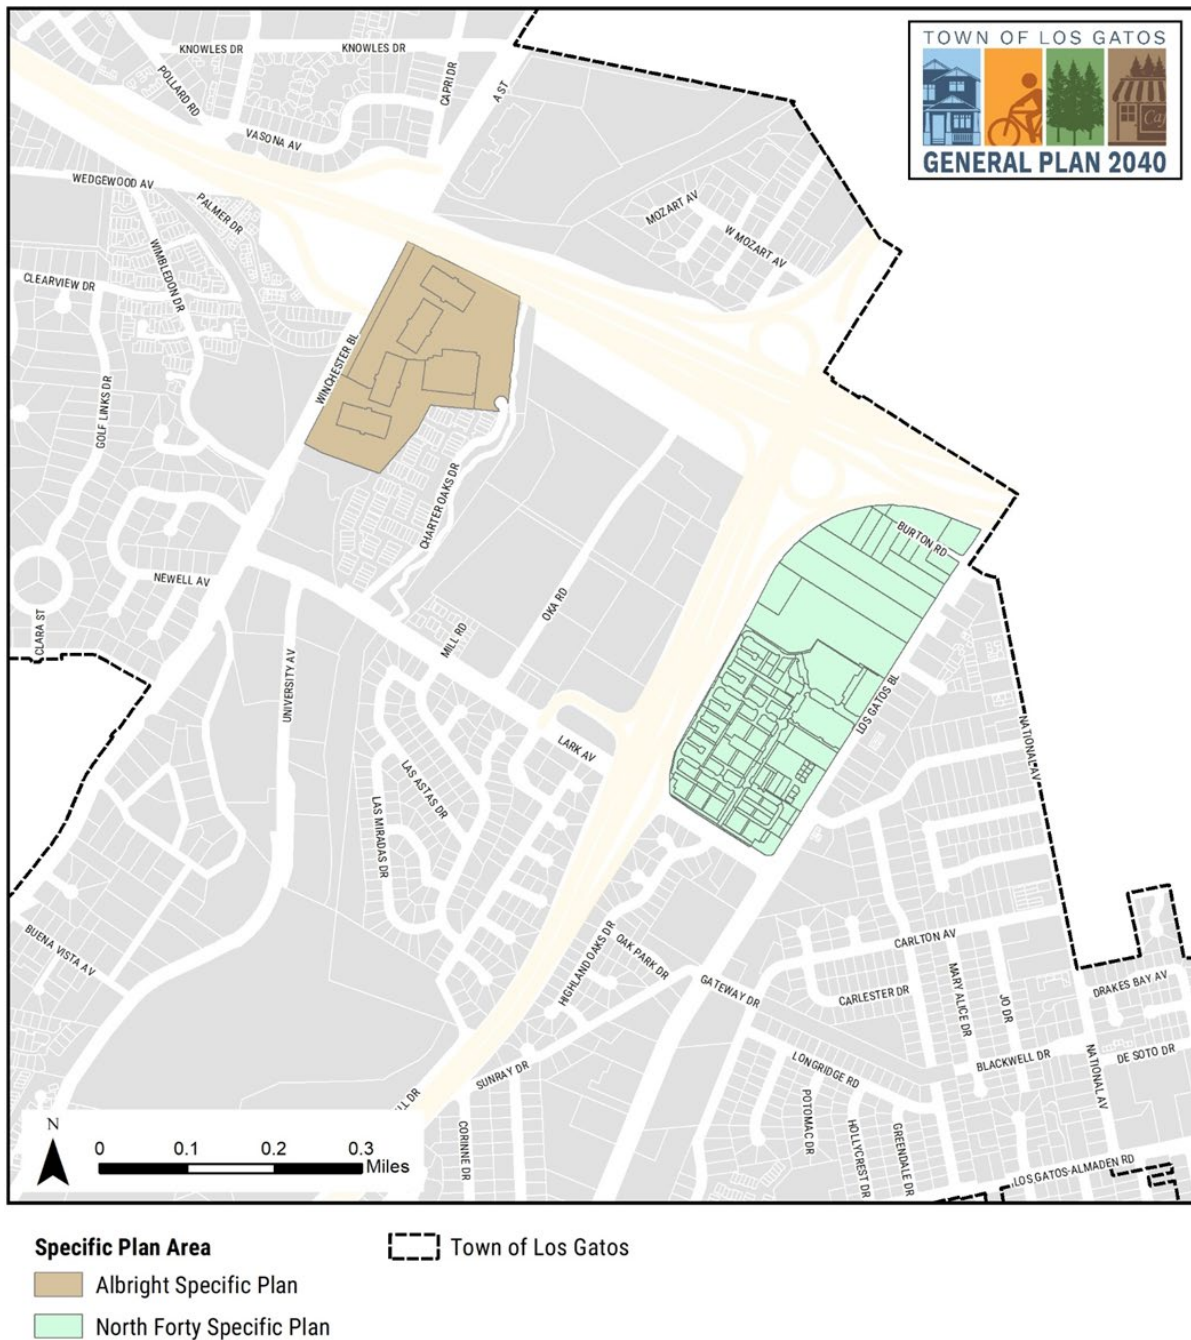 TOWN OF LOS GATOS
GENERAL PLAN 2040
KNOWLES DR
KNOWLES DR
POLLARD RD
CAPRI DR
A ST
VASONA AV
WEDGEWOOD AV
PALMER DR
MOZART AV
W MOZART AV
WIMBLEDON DR
CLEARVIEW DR
WINCHESTER BL
GOLF LINKS DR
CHARTER OAKS DR
BURTON RD
NEWELL AV
OKA RD
CLARA ST
MILL RD
UNIVERSITY AV
LOS GATOS BL
NATIONAL AV
LARK AV
LAS ASTAS DR
LAS MIRADAS DR
BUENA VISTA AV
HIGHLAND OAKS DR
OAK PARK DR
CARLTON AV
GATEWAY DR
CARLESTER DR
MARY ALICE DR
JO DR
DRAKES BAY AV
BLACKWELL DR
DE SOTO DR
NATIONAL AV
LONGRIDGE RD
SUNRAY DR
LL DR
CORINNE DR
POTOMAC DR
HOLLYCREST DR
GREENDALE DR
LOS GATOS-ALMADEN RD
N
0 0.1 0.2 0.3
Miles
Specific Plan Area
Town of Los Gatos
Albright Specific Plan
North Forty Specific Plan